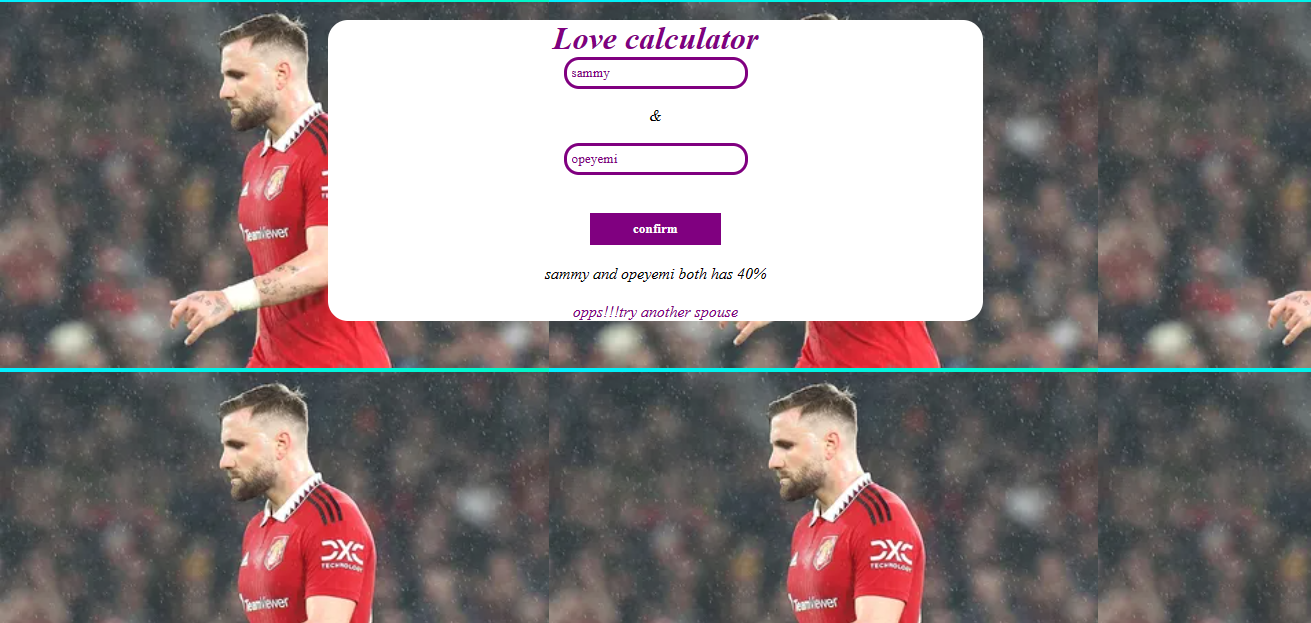 Love calculator
sammy
&
opeyemi
confirm
sammy and opeyemi both has 40%
opps!!!try another spouse
TeamViewer
DXC
TECHNOLOGY
TeamViewer
DXC
TECHNOLOGY
TeamViewer